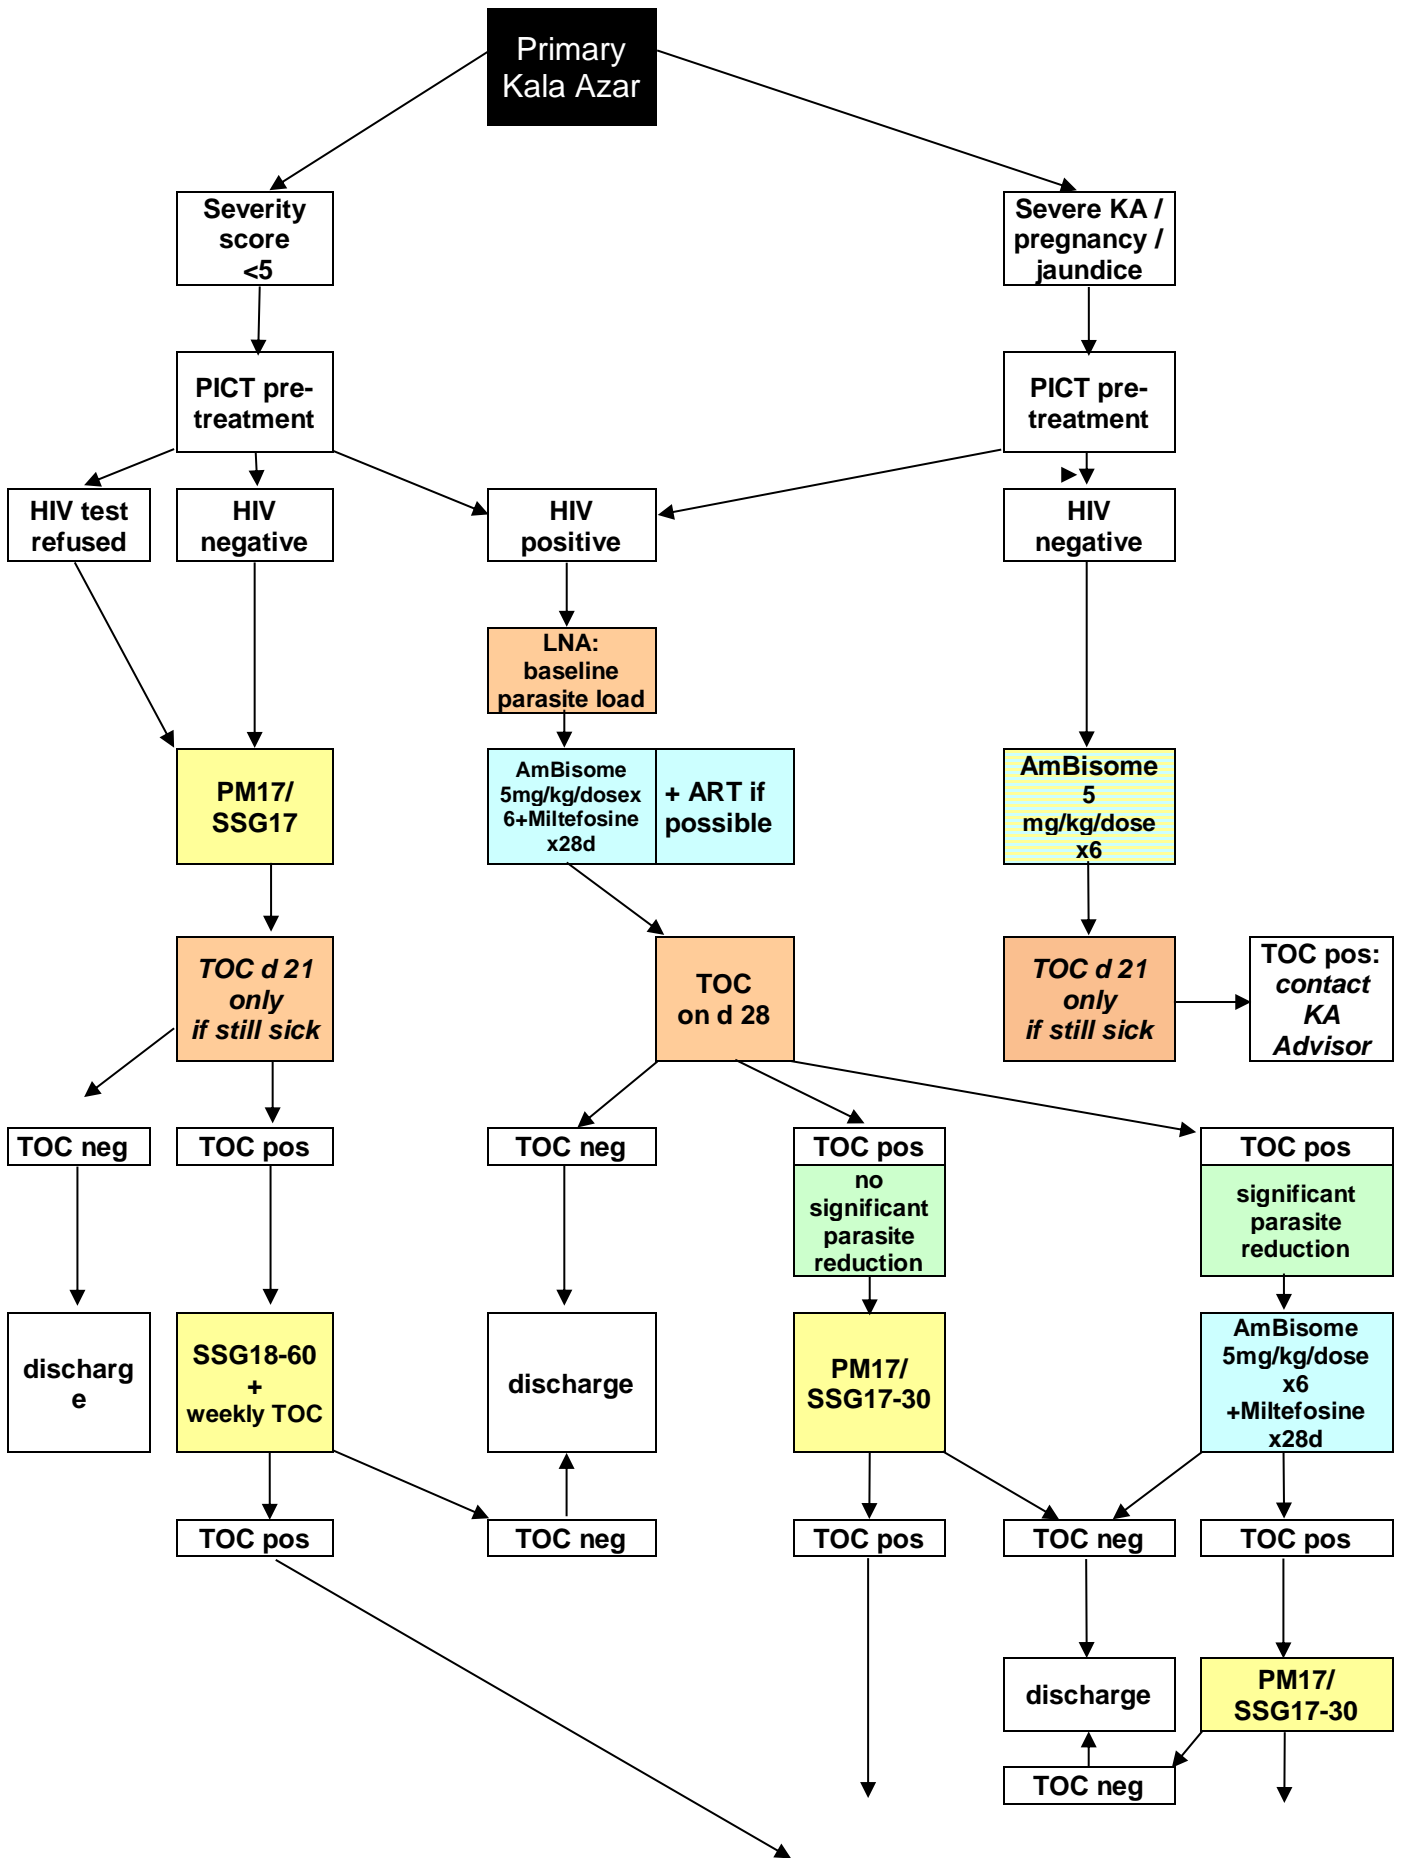 Primary
Kala Azar
Severity
score
<5
Severe KA /
pregnancy /
jaundice
PICT pre-
treatment
PICT pre-
treatment
HIV test
refused
HIV
negative
HIV
positive
HIV
negative
LNA:
baseline
parasite load
PM17/
SSG17
AmBisome
5mg/kg/dosex
6+Miltefosine
x28d
+ ART if
possible
AmBisome
5
mg/kg/dose
x6
TOC d 21
only
if still sick
TOC
on d 28
TOC d 21
only
if still sick
TOC pos:
contact
KA
Advisor
TOC neg
TOC pos
TOC neg
TOC pos
no
significant
parasite
reduction
TOC pos
significant
parasite
reduction
discharg
e
SSG18-60
+
weekly TOC
discharge
PM17/
SSG17-30
AmBisome
5mg/kg/dose
x6
+Miltefosine
x28d
TOC pos
TOC neg
TOC pos
TOC neg
TOC pos
discharge
PM17/
SSG17-30
TOC neg